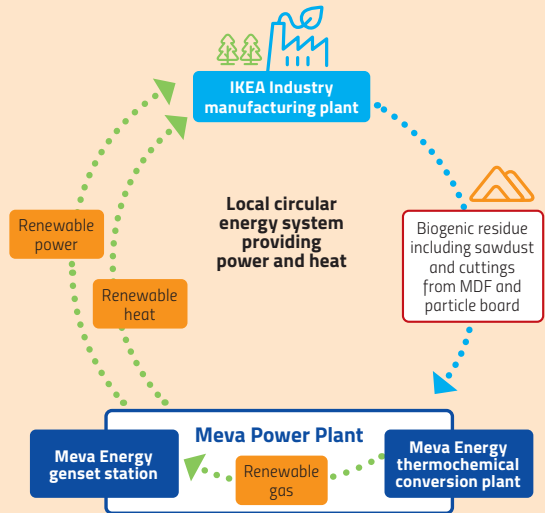 IKEA Industry
manufacturing plant
Local circular
energy system
providing
power and heat
Renewable
power
Renewable
heat
Biogenic residue
including sawdust
and cuttings
from MDF and
particle board
Meva Power Plant
Meva Energy
genset station
Renewable
gas
Meva Energy
thermochemical
conversion plant